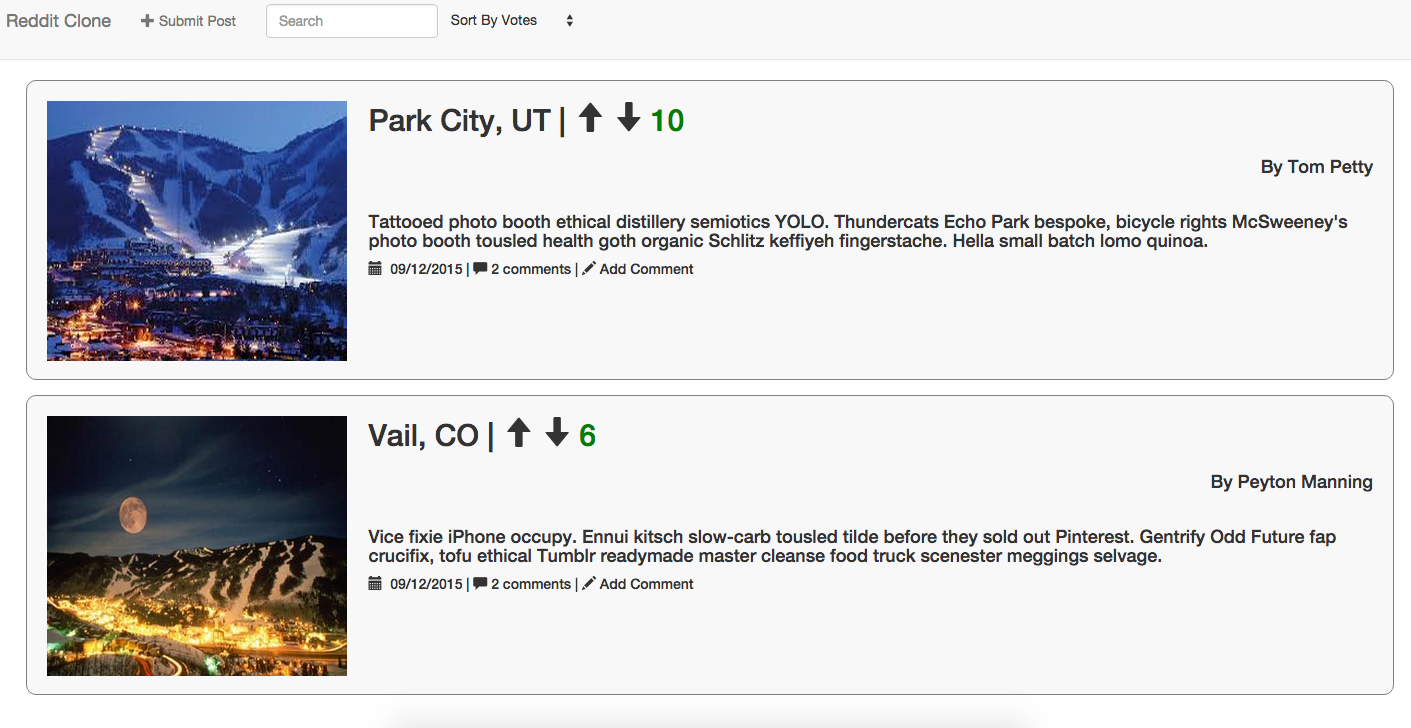 Reddit Clone Submit Post Search Sort By Votes
Park City, UT | 10
By Tom Petty
Tattooed photo booth ethical distillery semiotics YOLO. Thundercats Echo Park bespoke, bicycle rights McSweeney's
photo booth tousled health goth organic Schlitz keffiyeh fingerstache. Hella small batch lomo quinoa.
09/12/2015 | 2 comments | Add Comment
Vail, CO | 6
By Peyton Manning
Vice fixie iPhone occupy. Ennui kitsch slow-carb tousled tilde before they sold out Pinterest. Gentrify Odd Future fap
crucifix, tofu ethical Tumblr readymade master cleanse food truck scenester meggings selvage.
09/12/2015 | 2 comments | Add Comment